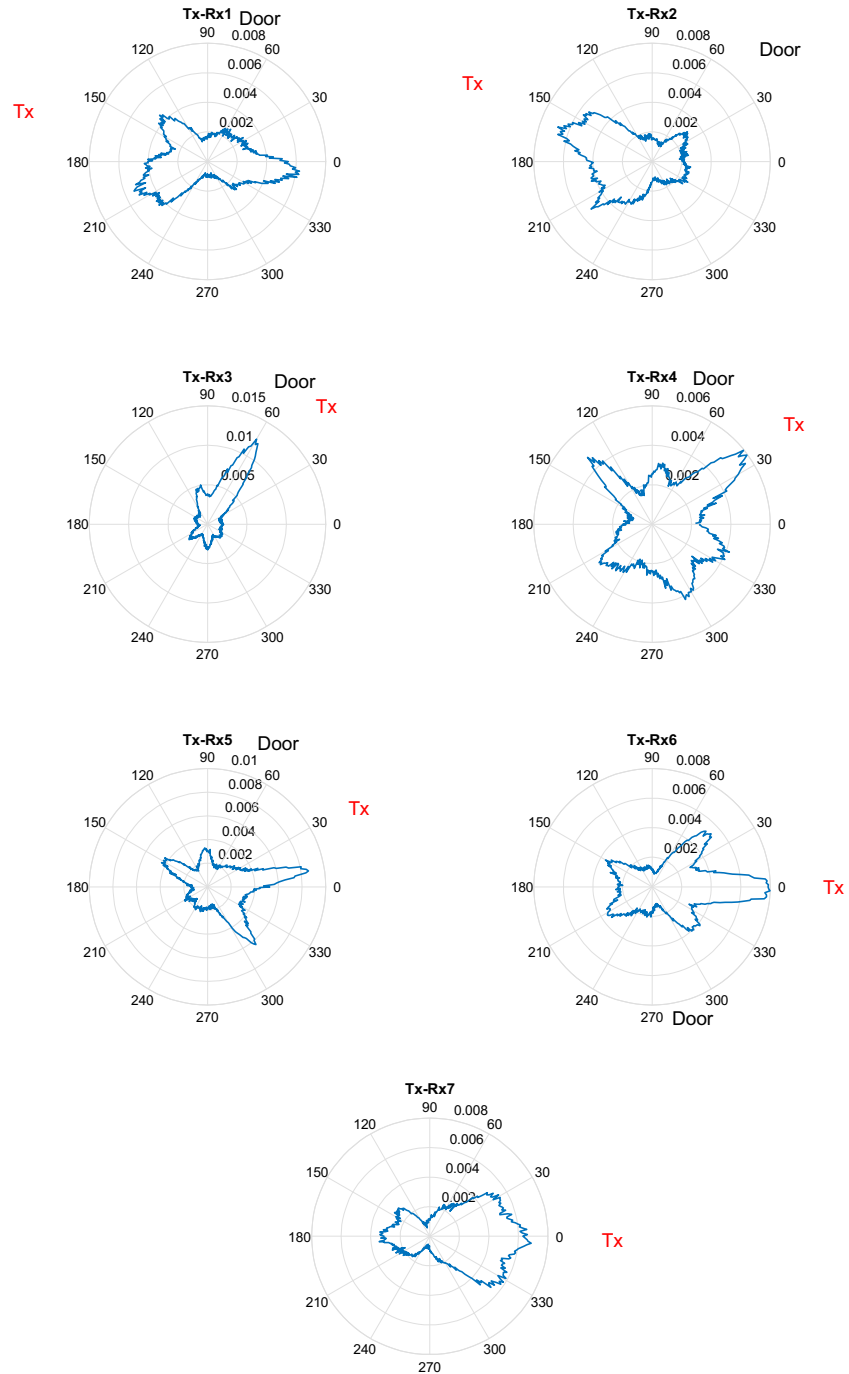 Tx-Rx1 Door
90 0.008
120 60
0.006
150 0.004 30
Tx
0.002
180 0
210 330
240 300
270
Tx-Rx2
90 0.008 Door
120 60
0.006
Tx
150 0.004 30
0.002
180 0
210 330
240 300
270
Tx-Rx3 Door
90 0.015
120 60 Tx
0.01
150 30
0.005
180 0
210 330
240 300
270
Tx-Rx4 Door
90 0.006
120 60 Tx
0.004
150 30
0.002
180 0
210 330
240 300
270
Tx-Rx5 Door
90 0.01
120 60
0.008
0.006 Tx
150 30
0.004
0.002
180 0
210 330
240 300
270
Tx-Rx6
90 0.008
120 60
0.006
150 0.004 30
0.002
180 0 Tx
210 330
240 300
270 Door
Tx-Rx7
90 0.008
120 60
0.006
150 0.004 30
0.002
180 0 Tx
210 330
240 300
270